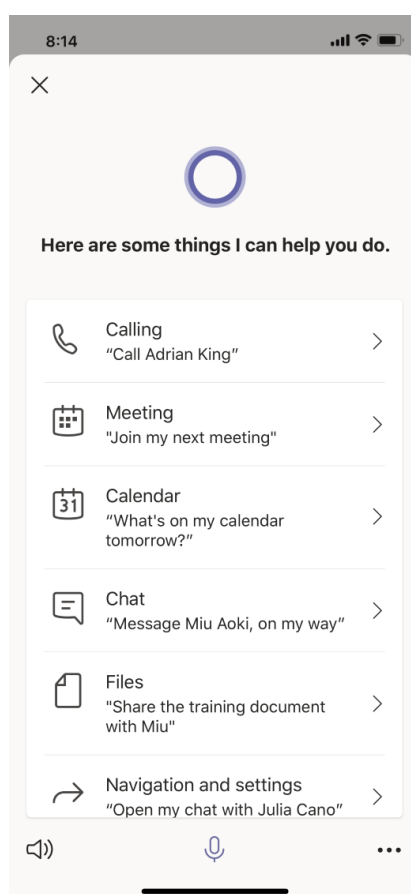 8:14
Here are some things I can help you do.
Calling
“Call Adrian King”
Meeting
"Join my next meeting"
31
Calendar
“What's on my calendar
tomorrow?”
Chat
“Message Miu Aoki, on my way”
Files
"Share the training document
with Miu"
Navigation and settings
“Open my chat with Julia Cano”